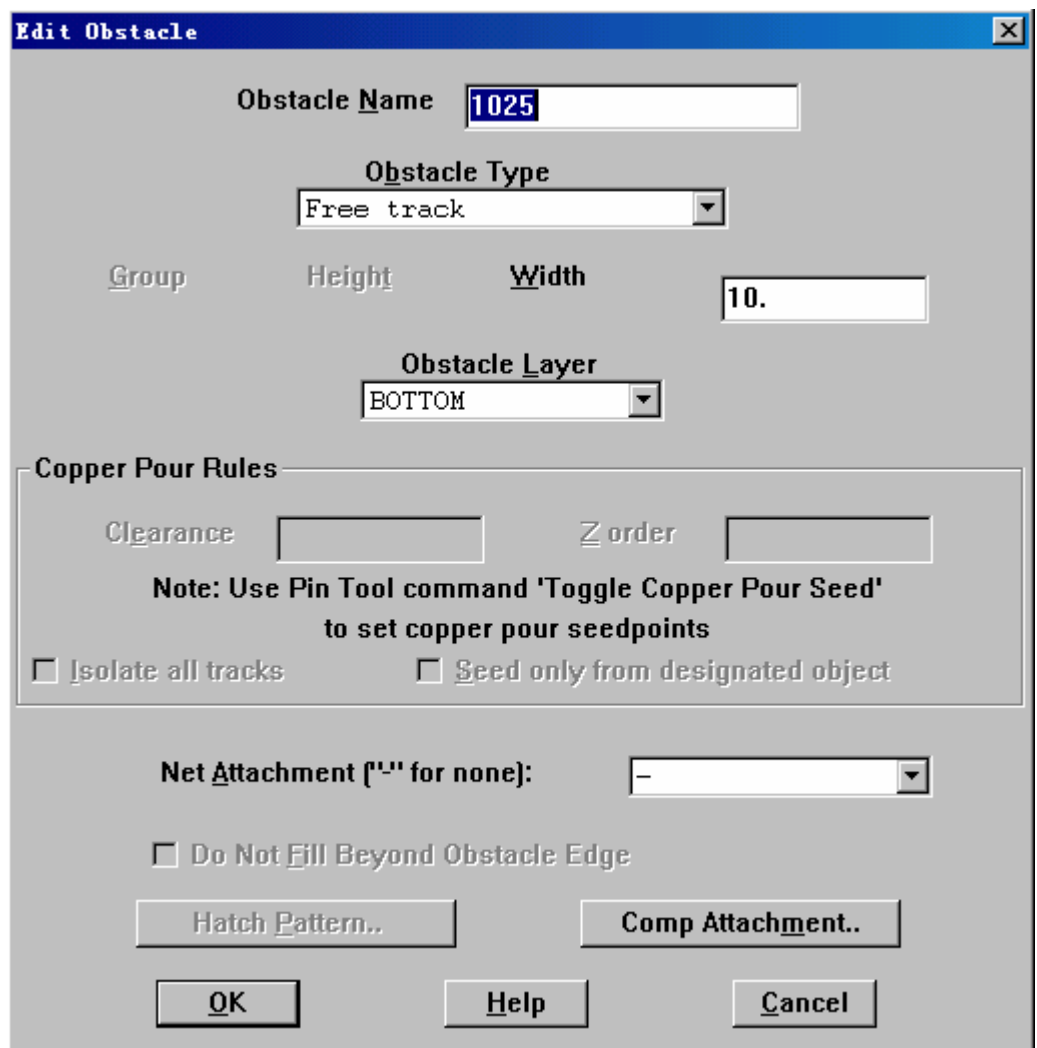 Edit Obstacle
Obstacle Name 1025
Obstacle Type
Free track
Group Height Width 10.
Obstacle Layer
BOTTOM
Copper Pour Rules
Clearance Z order
Note: Use Pin Tool command 'Toggle Copper Pour Seed'
to set copper pour seedpoints
Isolate all tracks Seed only from designated object
Net Attachment ("-" for none): -
Do Not Fill Beyond Obstacle Edge
Hatch Pattern.. Comp Attachment..
OK Help Cancel